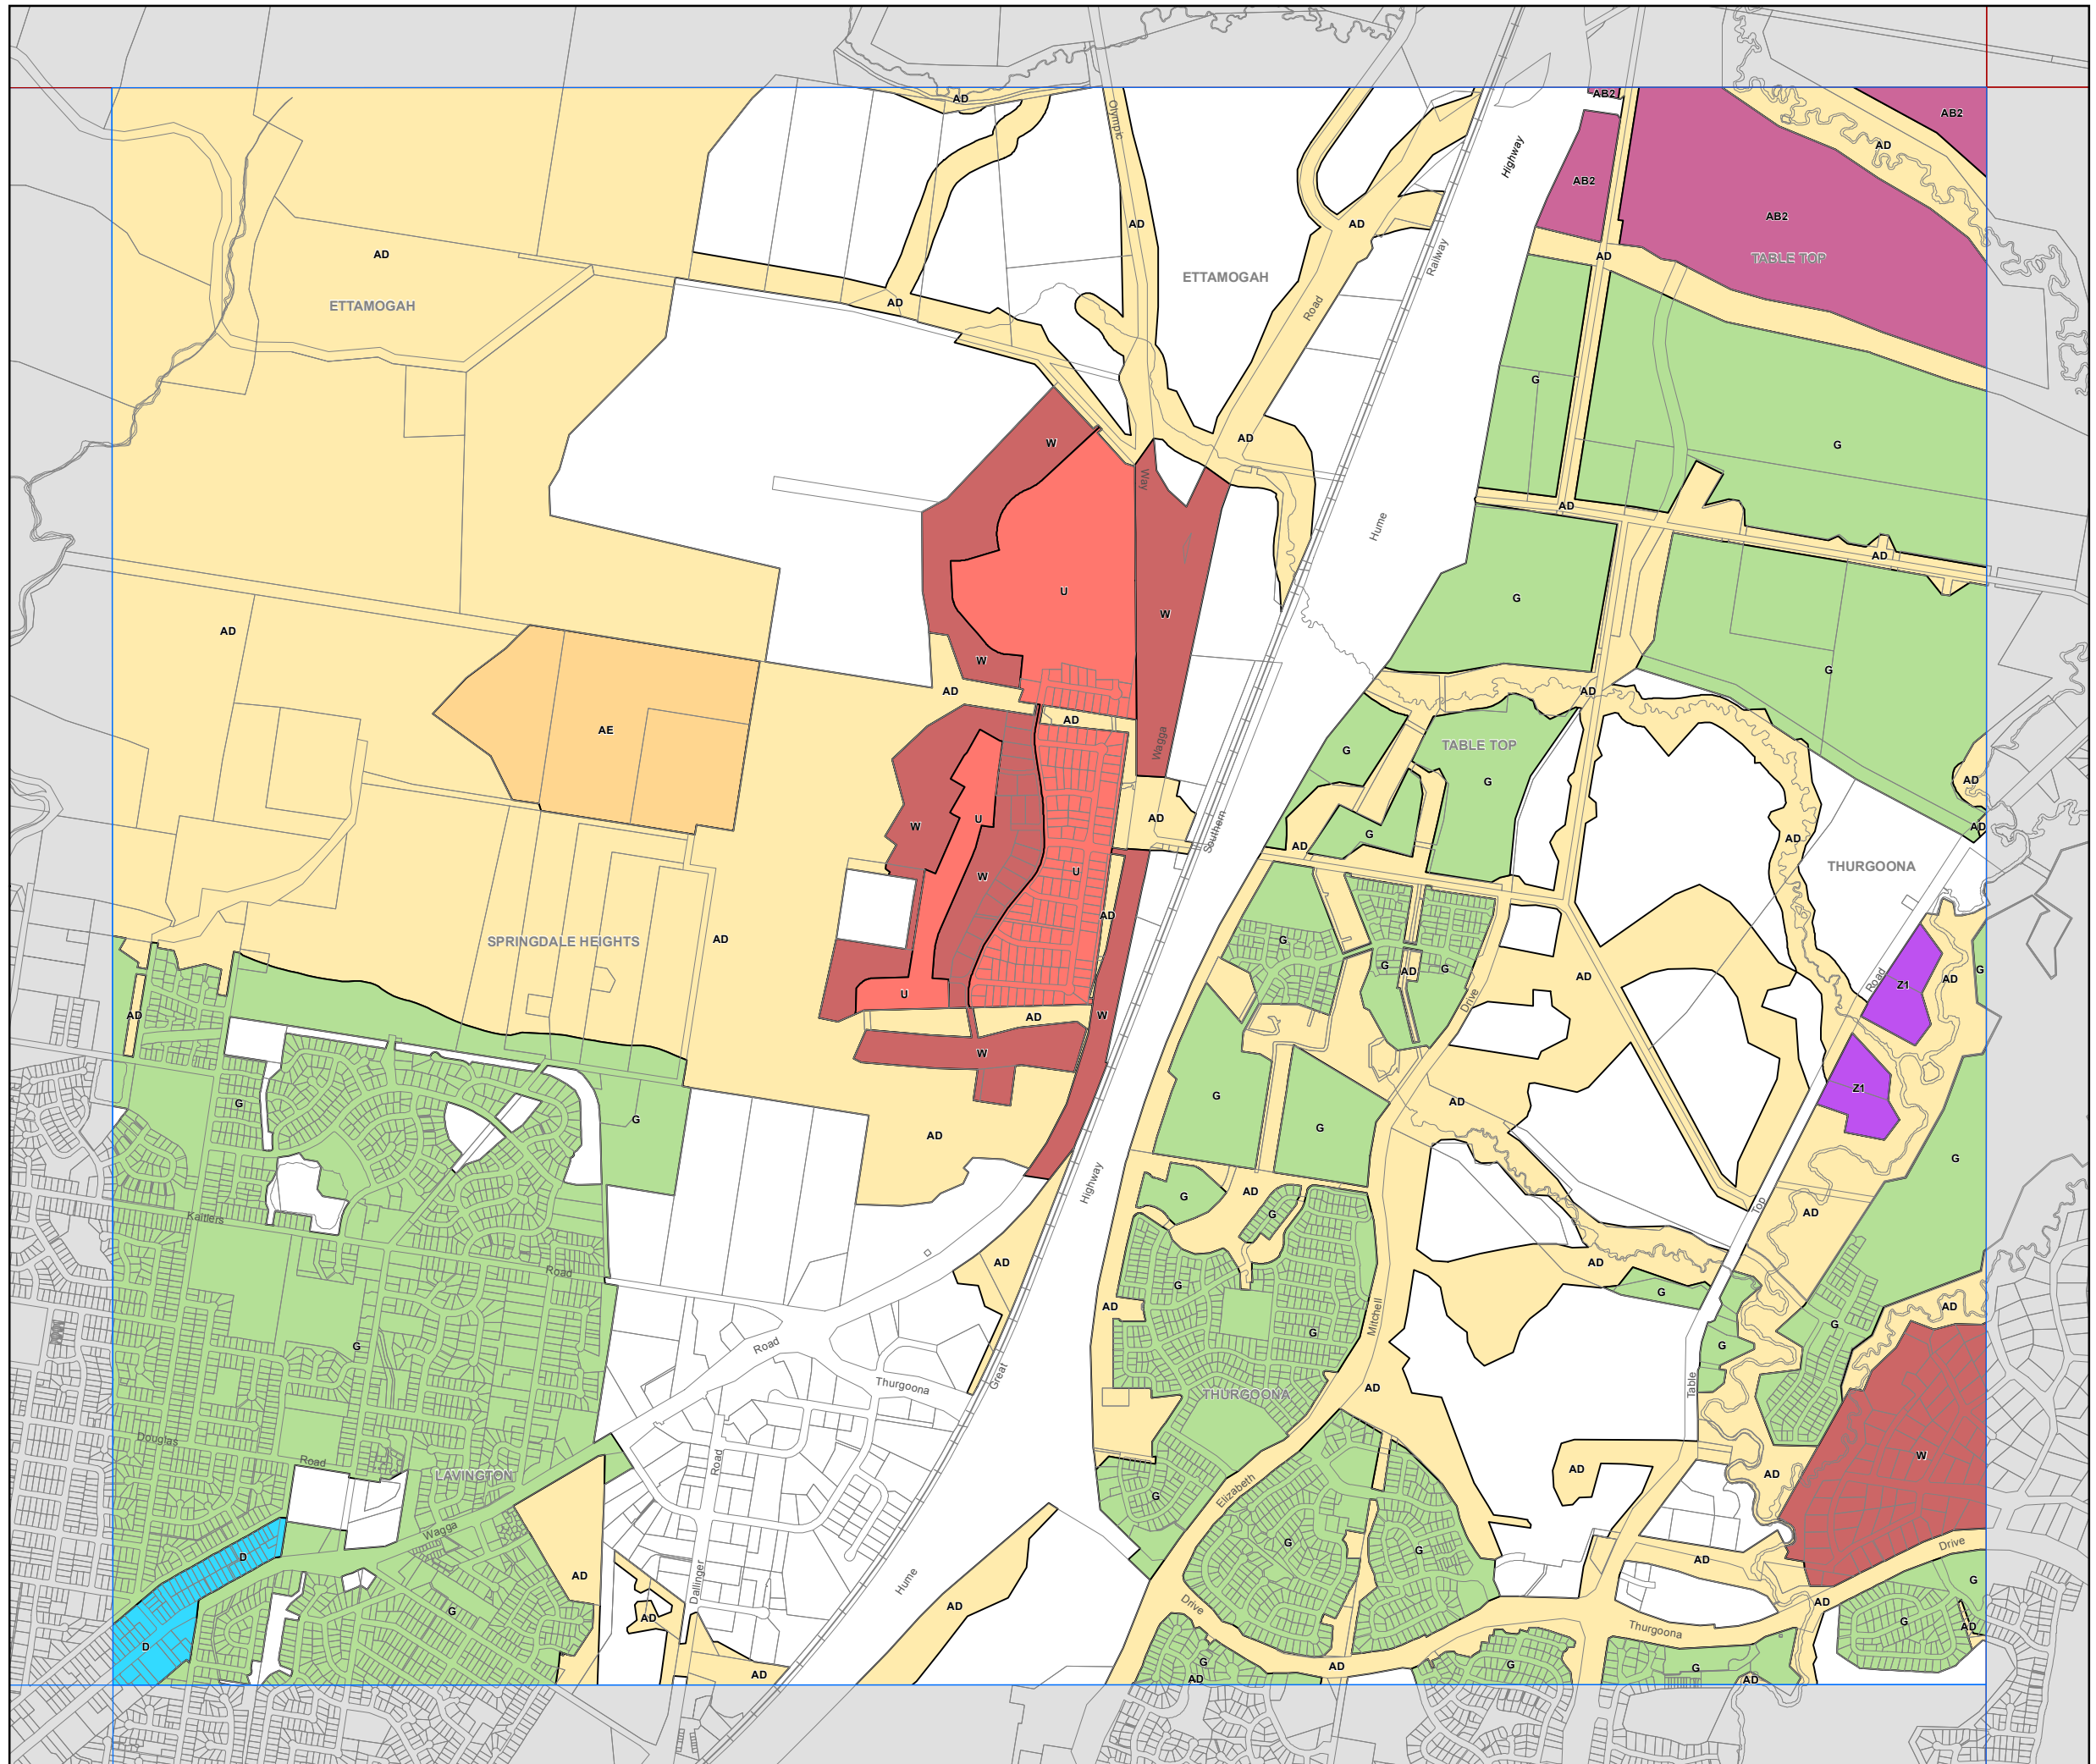 AD
AB2
AB2
Olympic
AD
Highway
AB2
AB2
AD
AD
AD
TABLE TOP
AD
AD
ETTAMOGAH
Railway
ETTAMOGAH
AD
Road
G
W
AD
G
Way
AD
Hume
AD
U
G
W
AD
W
G
AD
AD
AD
AE
Wagga
G
TABLE TOP
G
AD
U
W
AD
Southern
G
AD
AD
AD
THURGOONA
W
U
AD
SPRINGDALE HEIGHTS
AD
G
G
AD
G
AD
Road
Z1
AD
G
U
Drive
AD
AD
W
W
Z1
G
G
G
G
AD
AD
G
Highway
G
AD
G
Top
AD
Kaitlers
Road
AD
AD
G
G
AD
AD
G
G
Mitchell
G
G
Road
Great
Thurgoona
THURGOONA
AD
Table
Douglas
Road
LAVINGTON
Road
W
AD
AD
Elizabeth
G
Wagga
D
G
G
Drive
AD
AD
Dallinger
Hume
G
AD
AD
Drive
G
AD
G
AD
D
Thurgoona
G
AD
G
G
AD
AD
AD